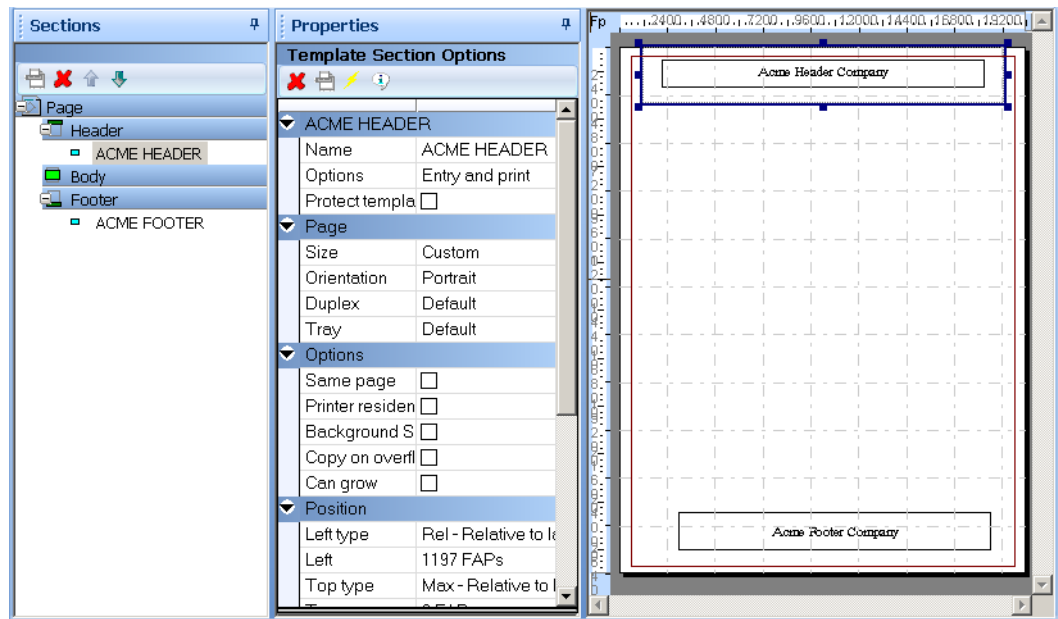 Sections
Page
Header
ACME HEADER
Body
Footer
ACME FOOTER
Properties
Template Section Options
ACME HEADER
Name ACME HEADER
Options Entry and print
Protect templa
Page
Size Custom
Orientation Portrait
Duplex Default
Tray Default
Options
Same page
Printer residen
Background S
Copy on overfl
Can grow
Position
Left type Rel - Relative to la
Left 1197 FAPs
Top type Max - Relative to l
Fp 2400 4800 7200 9600 12000 14400 16800 19200
Acme Header Company
Acme Footer Company